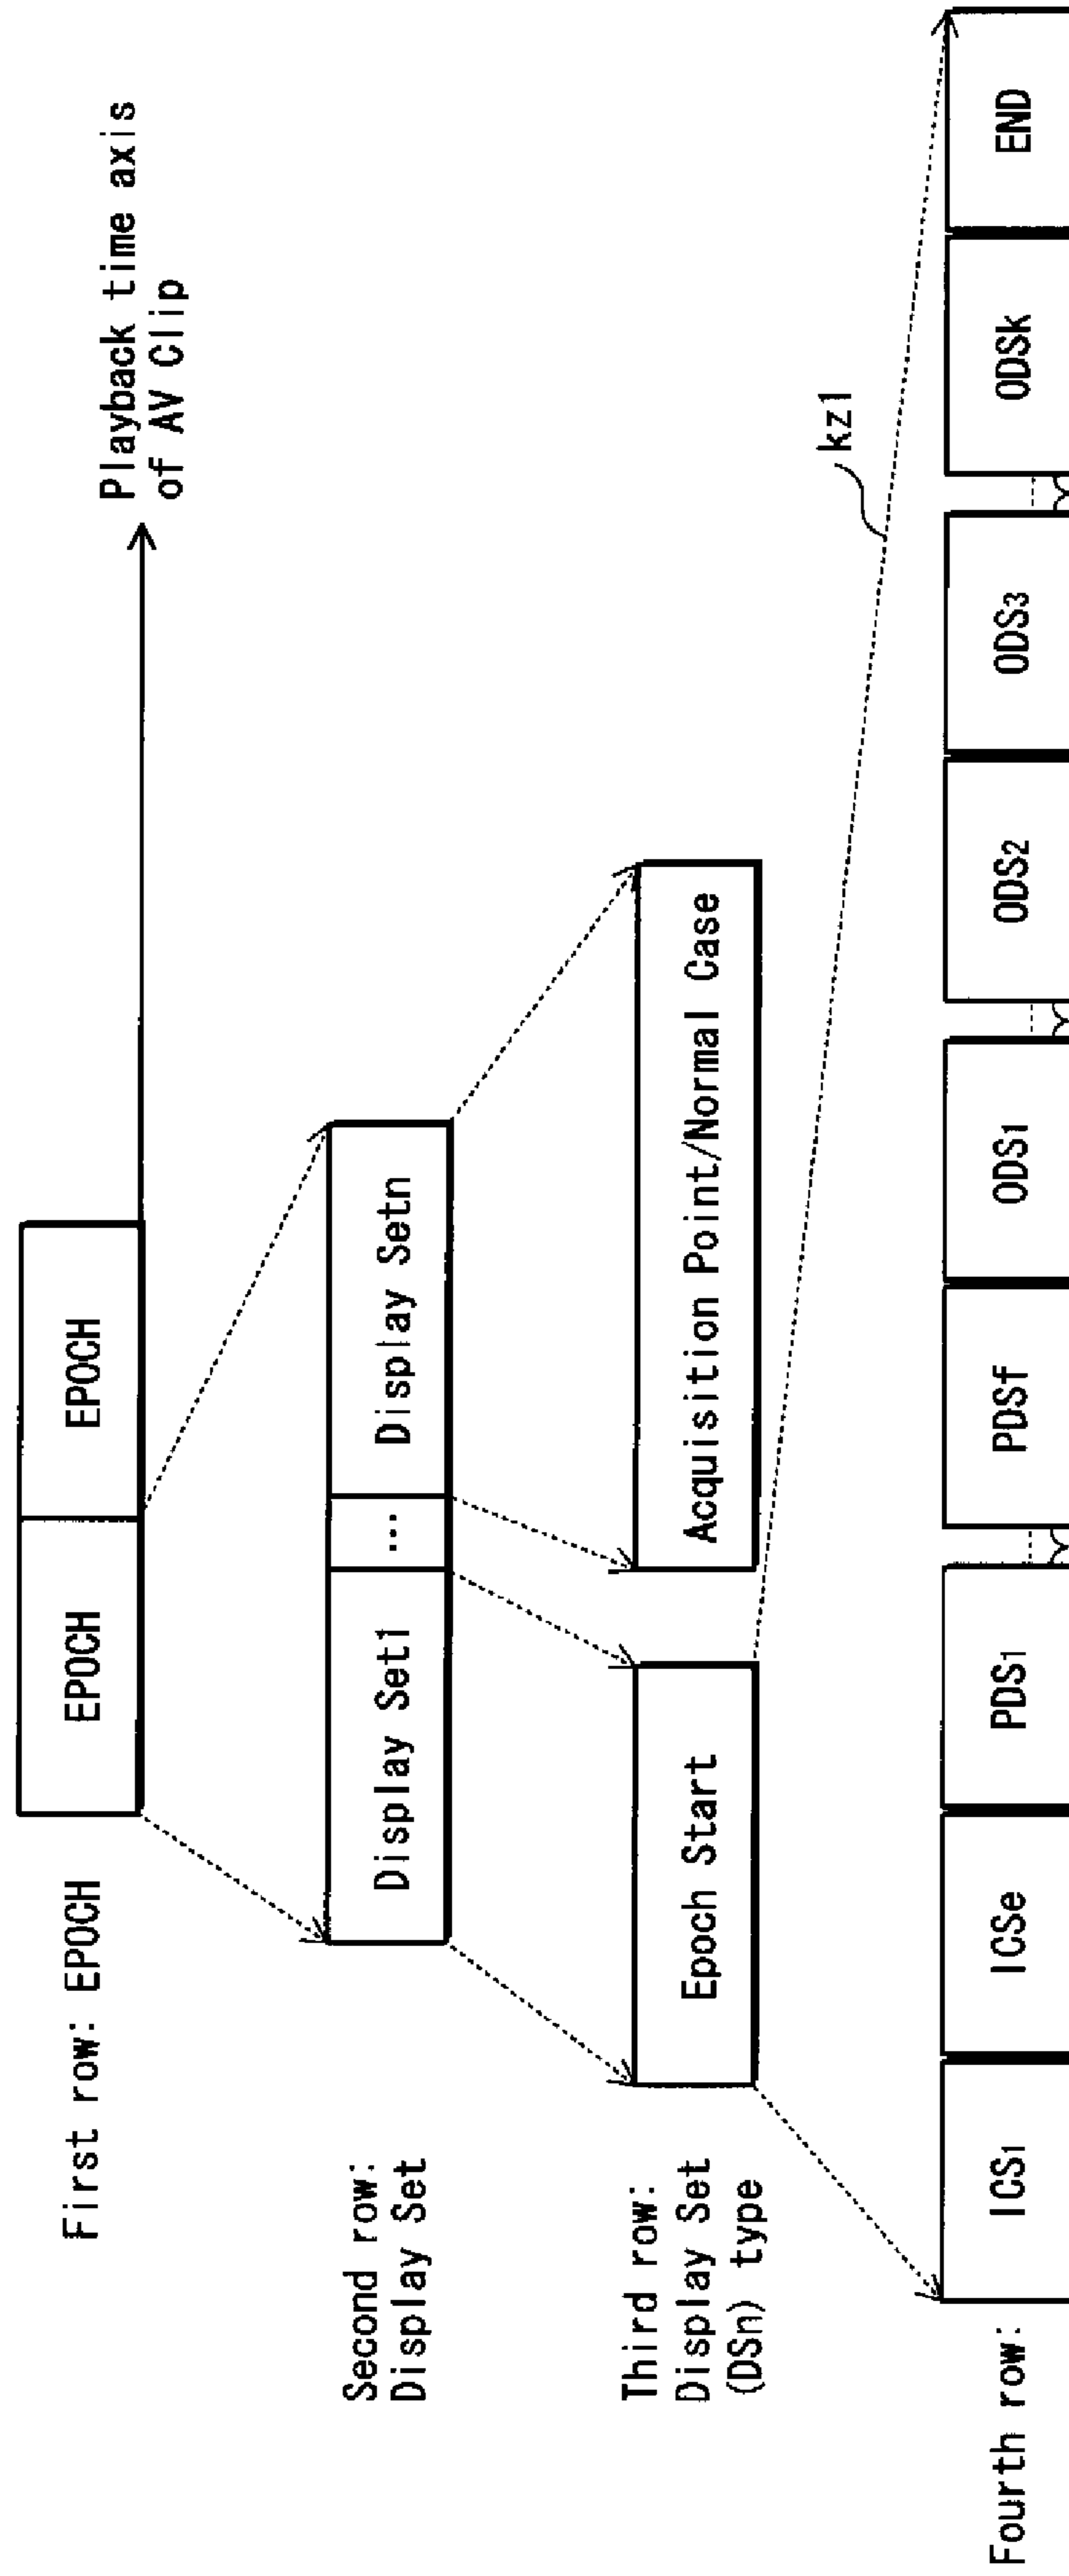 First row: EPOCH
EPOCH
EPOCH
Playback time axis
of AV Clip
Second row:
Display Set
Display Set1
...
Display Setn
Third row:
Display Set
(DSn) type
Epoch Start
Acquisition Point/Normal Case
kz1
Fourth row:
ICS1
ICSe
PDS1
PDSf
ODS1
ODS2
ODS3
ODSk
END